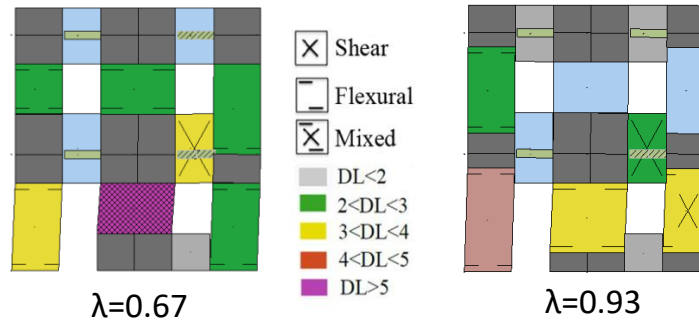 Shear
Flexural
Mixed
DL<2
2<DL<3
3<DL<4
4<DL<5
DL>5
λ=0.67
λ=0.93